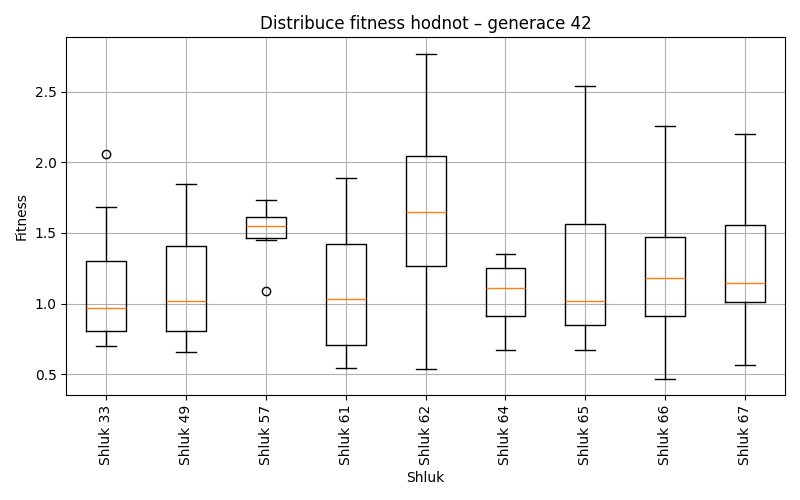 Distribuce fitness hodnot – generace 42
Fitness
2.5
2.0
1.5
1.0
0.5
Shluk 33
Shluk 49
Shluk 57
Shluk 61
Shluk 62
Shluk 64
Shluk 65
Shluk 66
Shluk 67
Shluk